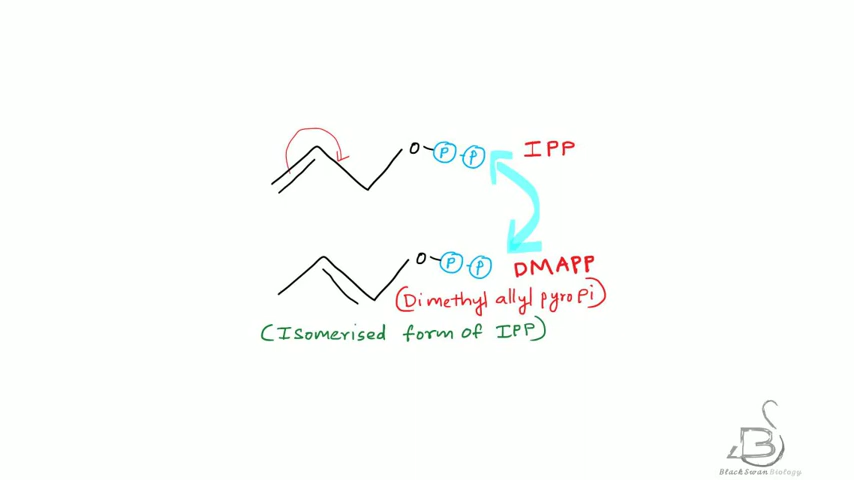 O P P IPP
O P P DMAPP
(Dimethyl allyl pyro Pi)
(Isomerised form of IPP)
BlackSwan Biology